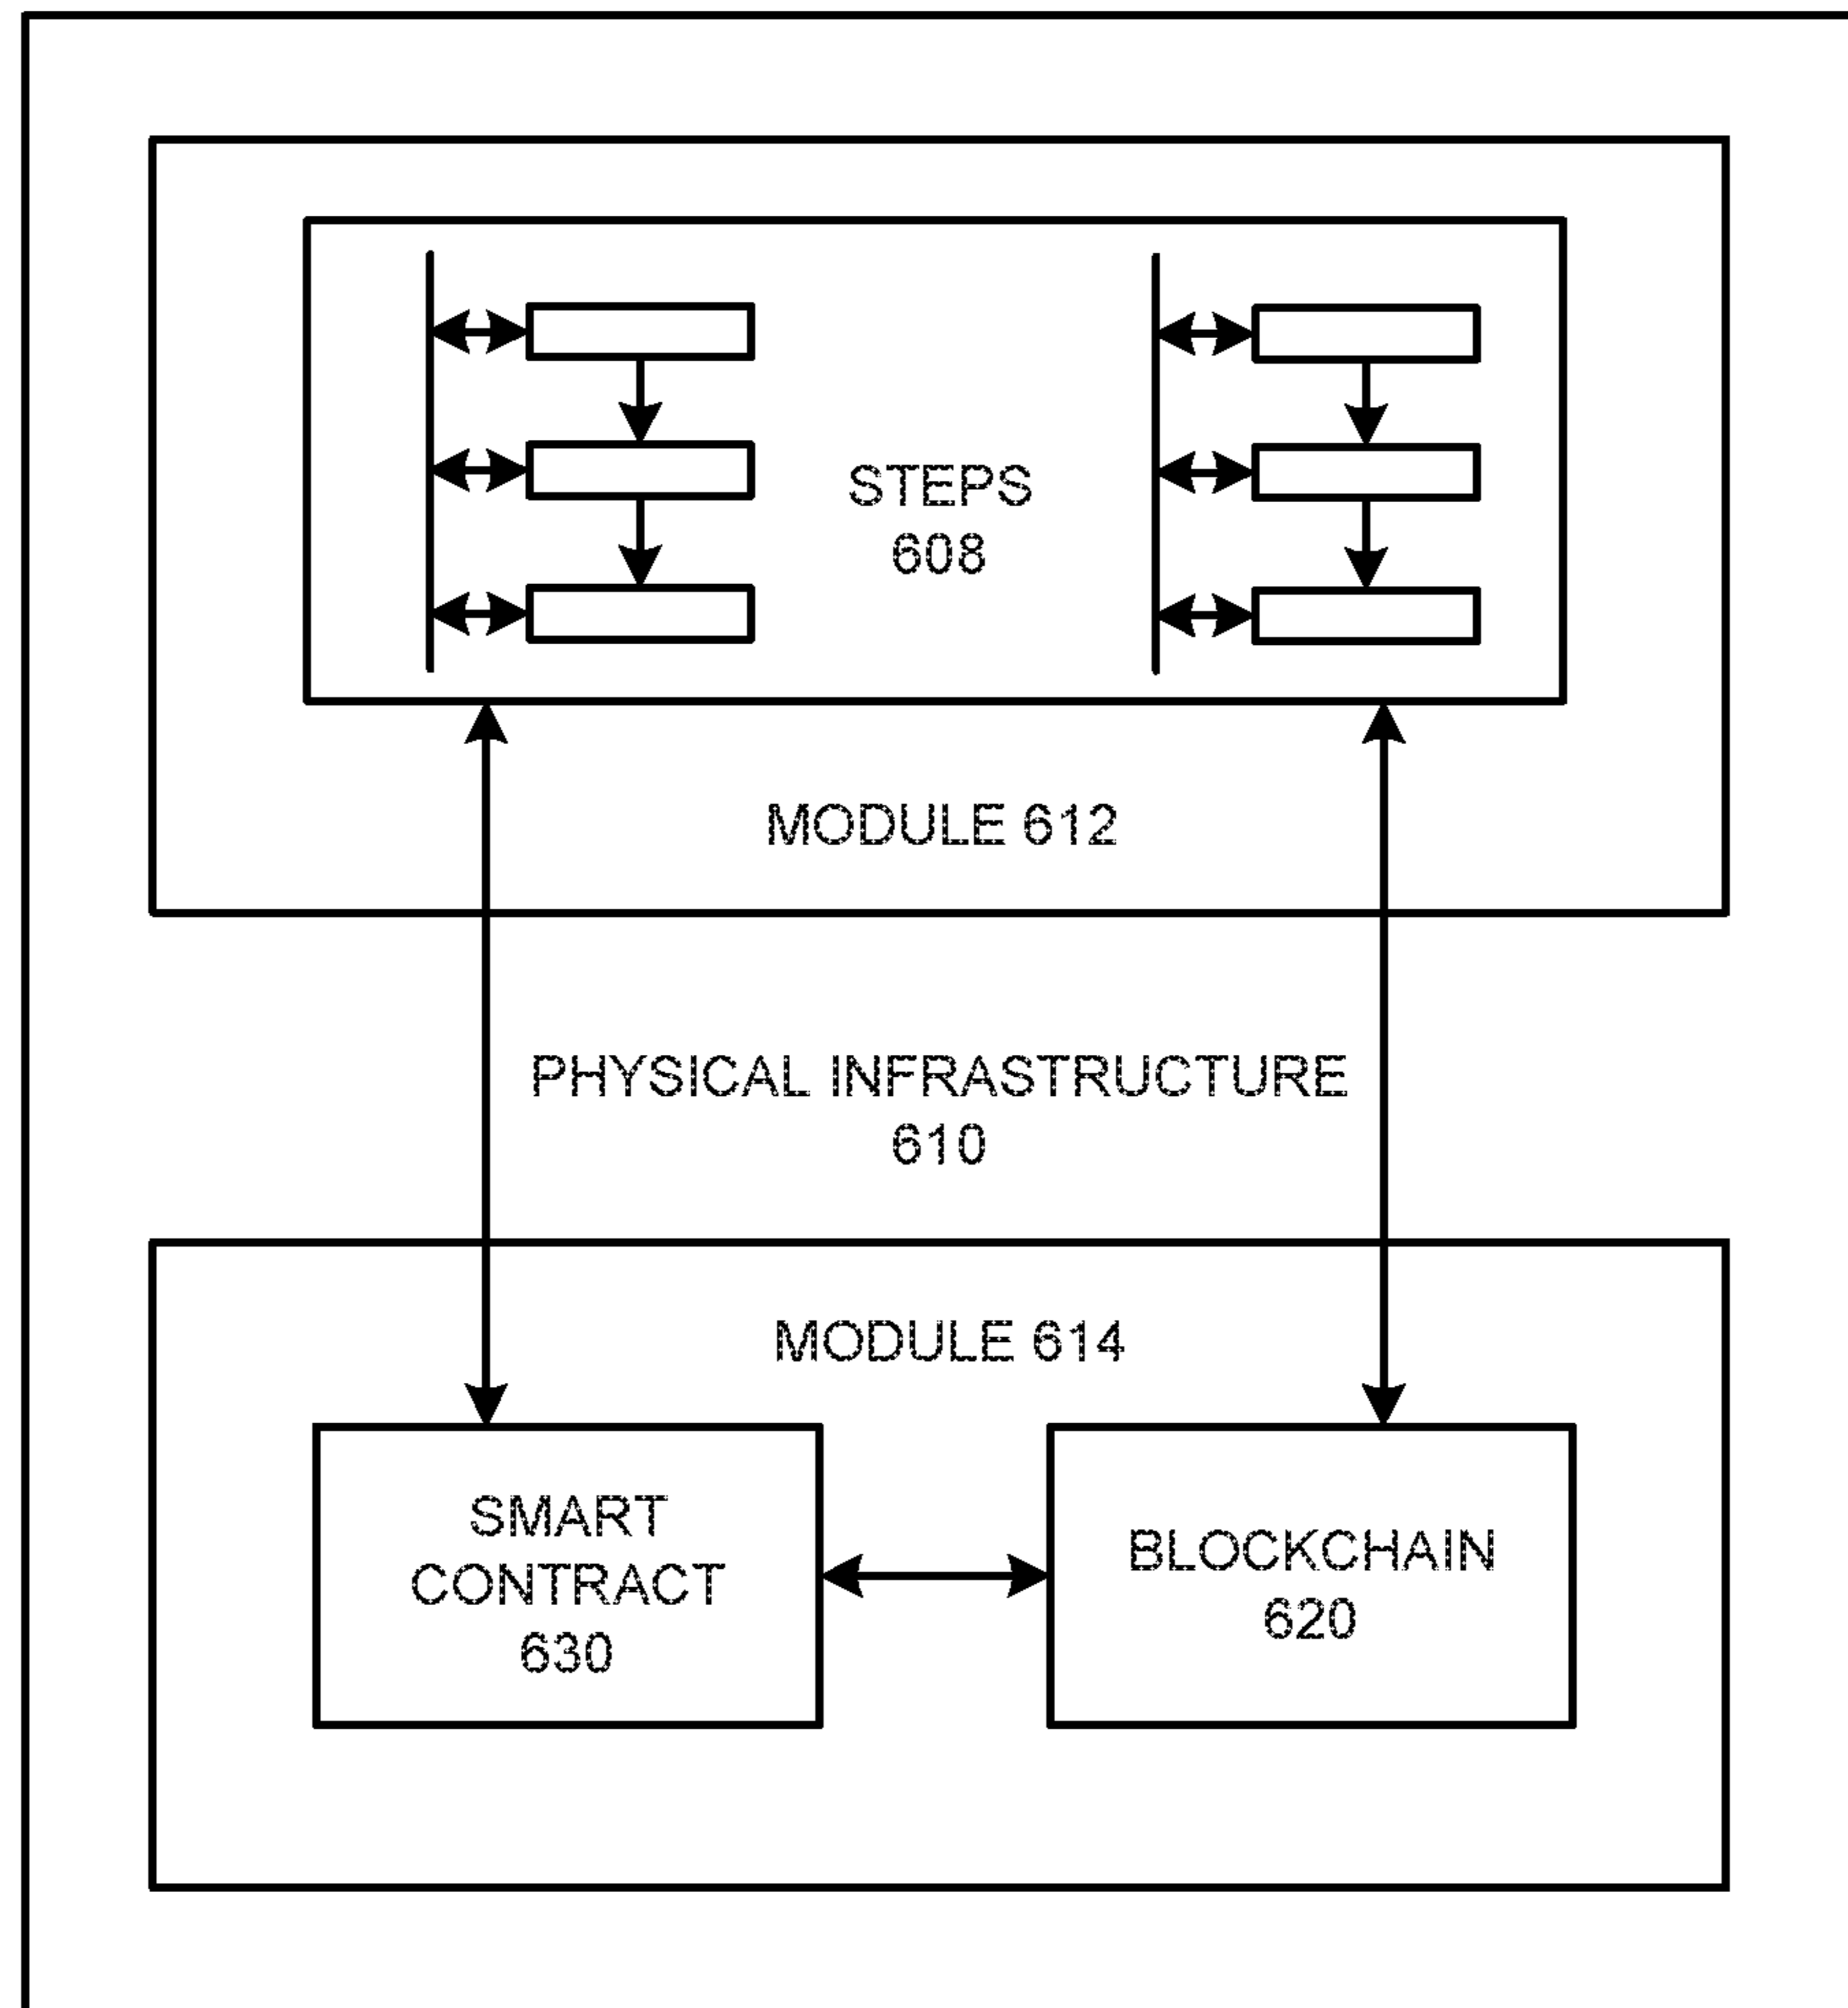 STEPS
608
MODULE 612
PHYSICAL INFRASTRUCTURE
610
MODULE 614
SMART
CONTRACT
630
BLOCKCHAIN
620